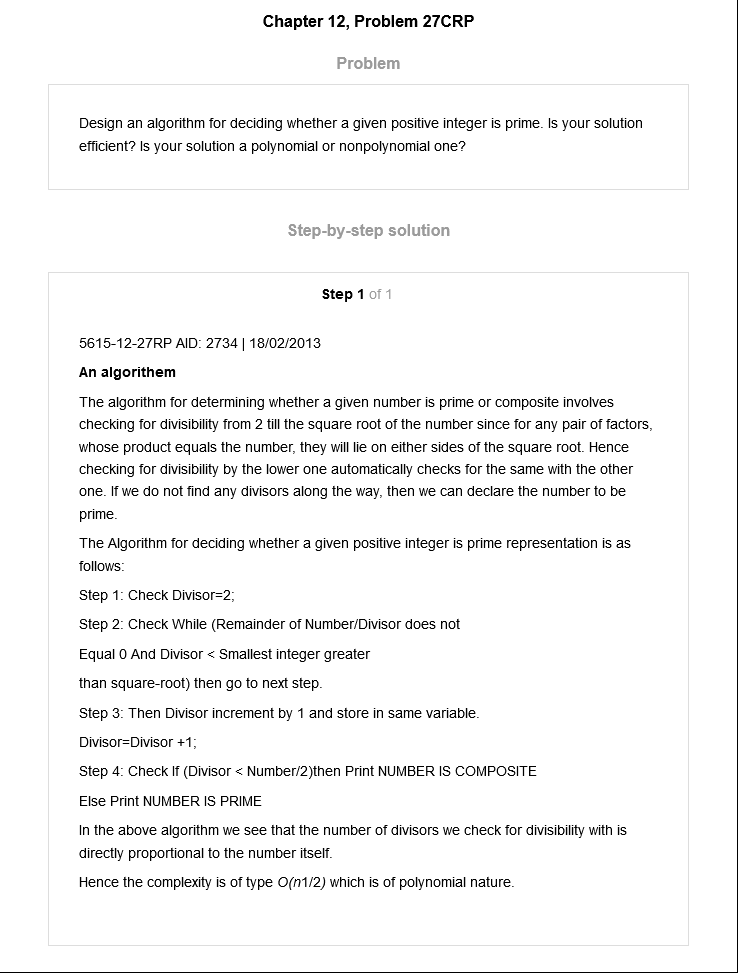 Chapter 12, Problem 27CRP
Problem
Design an algorithm for deciding whether a given positive integer is prime. Is your solution
efficient? Is your solution a polynomial or nonpolynomial one?
Step-by-step solution
Step 1 of 1
5615-12-27RP AID: 2734 | 18/02/2013
An algorithem
The algorithm for determining whether a given number is prime or composite involves
checking for divisibility from 2 till the square root of the number since for any pair of factors,
whose product equals the number, they will lie on either sides of the square root. Hence
checking for divisibility by the lower one automatically checks for the same with the other
one. If we do not find any divisors along the way, then we can declare the number to be
prime.
The Algorithm for deciding whether a given positive integer is prime representation is as
follows:
Step 1: Check Divisor=2;
Step 2: Check While (Remainder of Number/Divisor does not
Equal 0 And Divisor < Smallest integer greater
than square-root) then go to next step.
Step 3: Then Divisor increment by 1 and store in same variable.
Divisor=Divisor +1;
Step 4: Check If (Divisor < Number/2)then Print NUMBER IS COMPOSITE
Else Print NUMBER IS PRIME
In the above algorithm we see that the number of divisors we check for divisibility with is
directly proportional to the number itself.
Hence the complexity is of type O(n1/2) which is of polynomial nature.